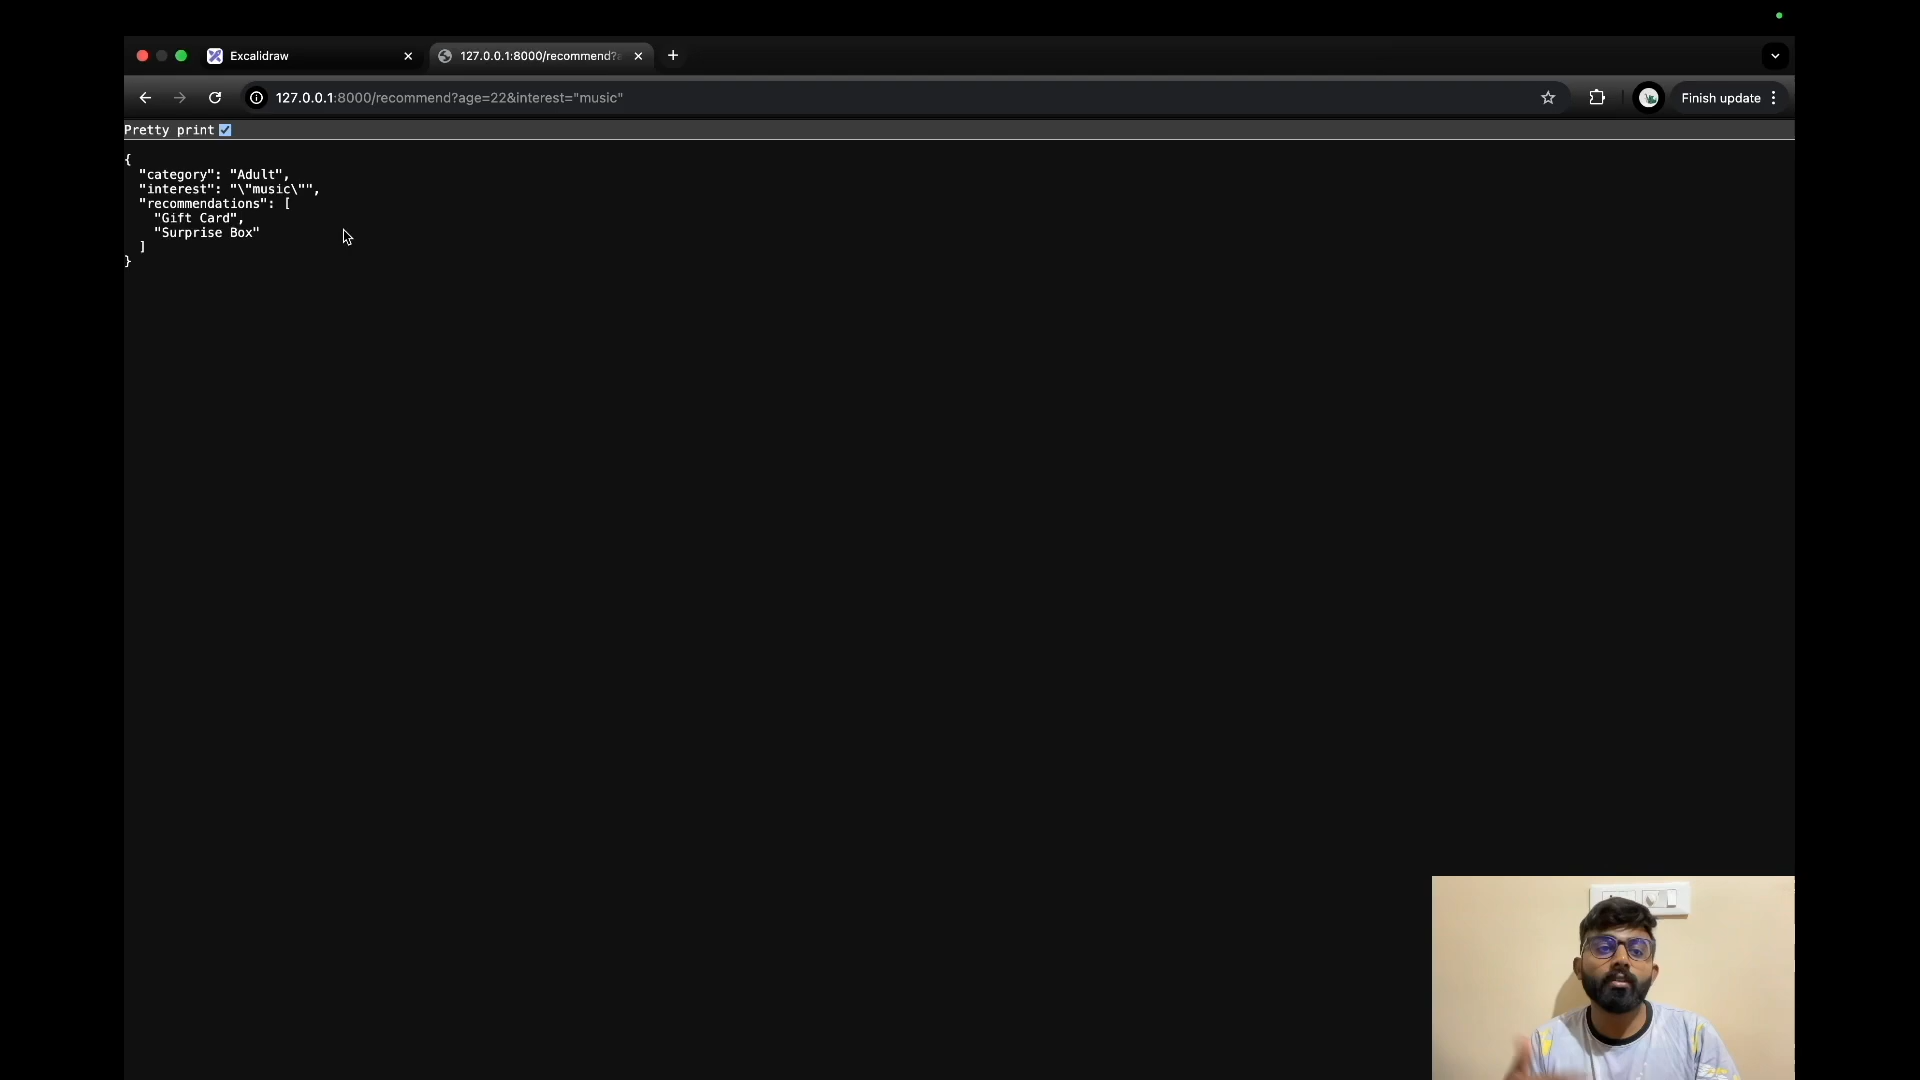 Excalidraw
127.0.0.1:8000/recommend?a
127.0.0.1:8000/recommend?age=22&interest="music"
Finish update
Pretty print
{
"category": "Adult",
"interest": "\"music\"",
"recommendations": [
"Gift Card",
"Surprise Box"
]
}